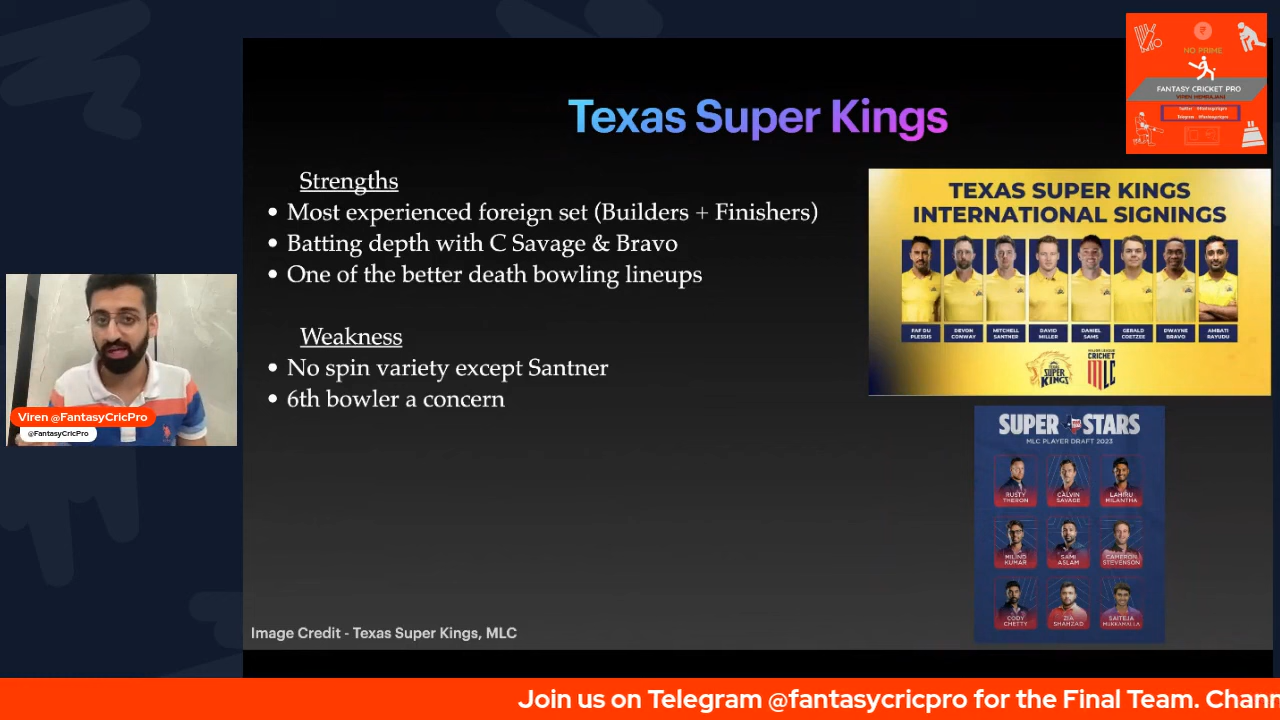 NO PRIME
FANTASY CRICKET PRO
VIREN HEMRAJANI
Texas Super Kings
Strengths
• Most experienced foreign set (Builders + Finishers)
• Batting depth with C Savage & Bravo
• One of the better death bowling lineups
Weakness
• No spin variety except Santner
• 6th bowler a concern
TEXAS SUPER KINGS
INTERNATIONAL SIGNINGS
FAF DU PLESSIS
DEVON CONWAY
MITCHELL SANTNER
DAVID MILLER
DANIEL SAMS
GERALD COETZEE
DWAYNE BRAVO
AMBATI RAYUDU
SUPER KINGS
MAJOR LEAGUE
CRICKET
MLC
SUPER STARS
MLC PLAYER DRAFT 2023
RUSTY THERON
CALVIN SAVAGE
LAHIRU MILANTHA
MILIND KUMAR
SAMI ASLAM
CAMERON STEVENSON
CODY CHETTY
ZIA SHAHZAD
SAITEJA MUKKAMALLA
Viren @FantasyCricPro
@FantasyCricPro
Image Credit - Texas Super Kings, MLC
Join us on Telegram @fantasycricpro for the Final Team. Chann